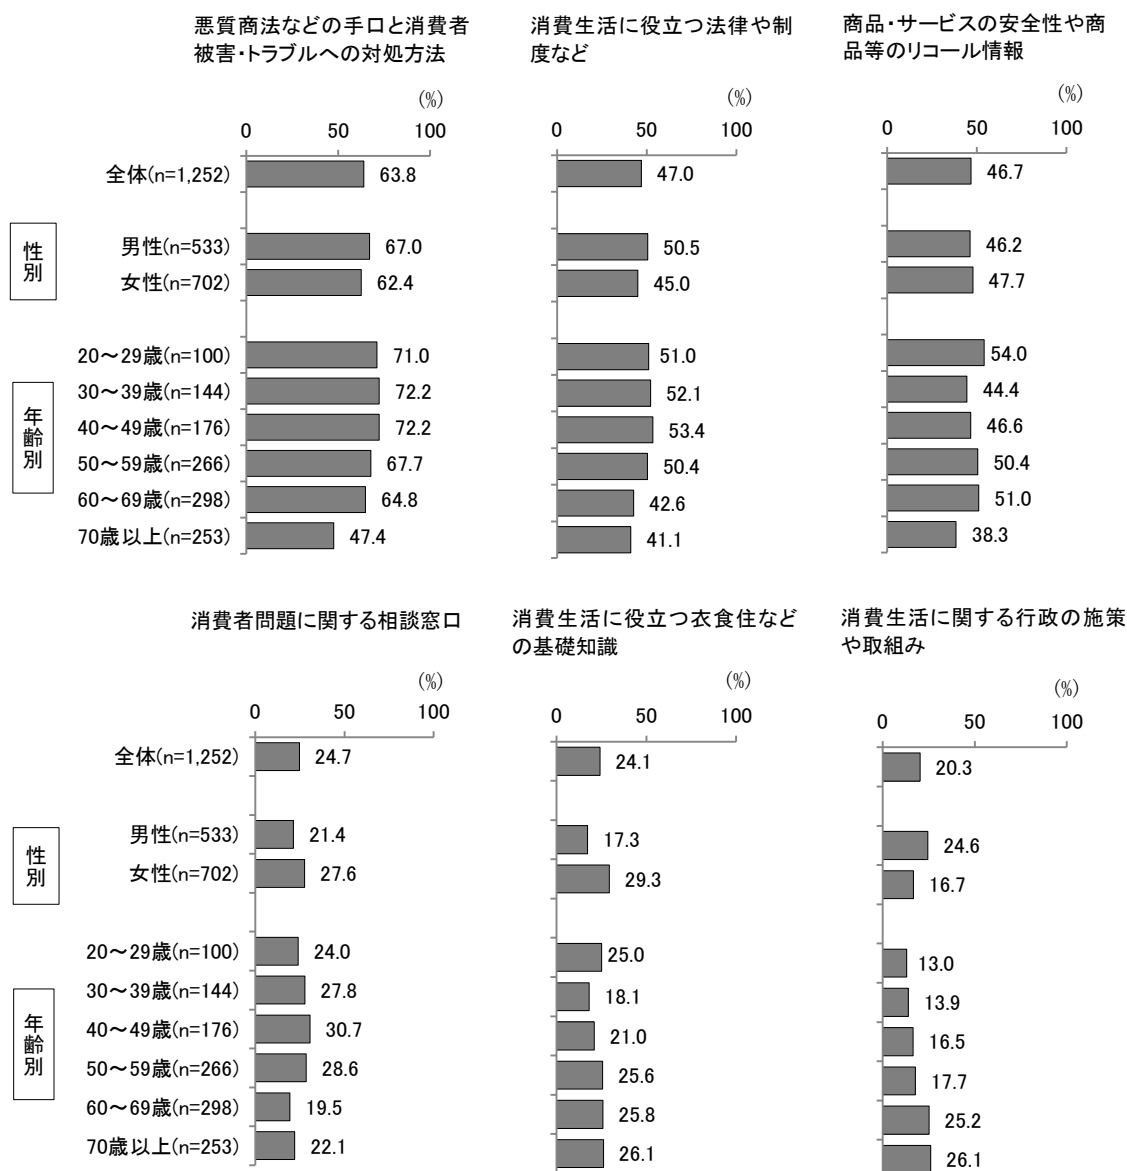 悪質商法などの手口と消費者
被害・トラブルへの対処方法
消費生活に役立つ法律や制
度など
商品・サービスの安全性や商
品等のリコール情報
(%)
(%)
(%)
0 50 100
0 50 100
0 50 100
全体(n=1,252) 63.8 47.0 46.7
性別
男性(n=533) 67.0 50.5 46.2
女性(n=702) 62.4 45.0 47.7
年齢別
20～29歳(n=100) 71.0 51.0 54.0
30～39歳(n=144) 72.2 52.1 44.4
40～49歳(n=176) 72.2 53.4 46.6
50～59歳(n=266) 67.7 50.4 50.4
60～69歳(n=298) 64.8 42.6 51.0
70歳以上(n=253) 47.4 41.1 38.3
消費者問題に関する相談窓口
消費生活に役立つ衣食住など
の基礎知識
消費生活に関する行政の施策
や取組み
(%)
(%)
(%)
0 50 100
0 50 100
0 50 100
全体(n=1,252) 24.7 24.1 20.3
性別
男性(n=533) 21.4 17.3 24.6
女性(n=702) 27.6 29.3 16.7
年齢別
20～29歳(n=100) 24.0 25.0 13.0
30～39歳(n=144) 27.8 18.1 13.9
40～49歳(n=176) 30.7 21.0 16.5
50～59歳(n=266) 28.6 25.6 17.7
60～69歳(n=298) 19.5 25.8 25.2
70歳以上(n=253) 22.1 26.1 26.1